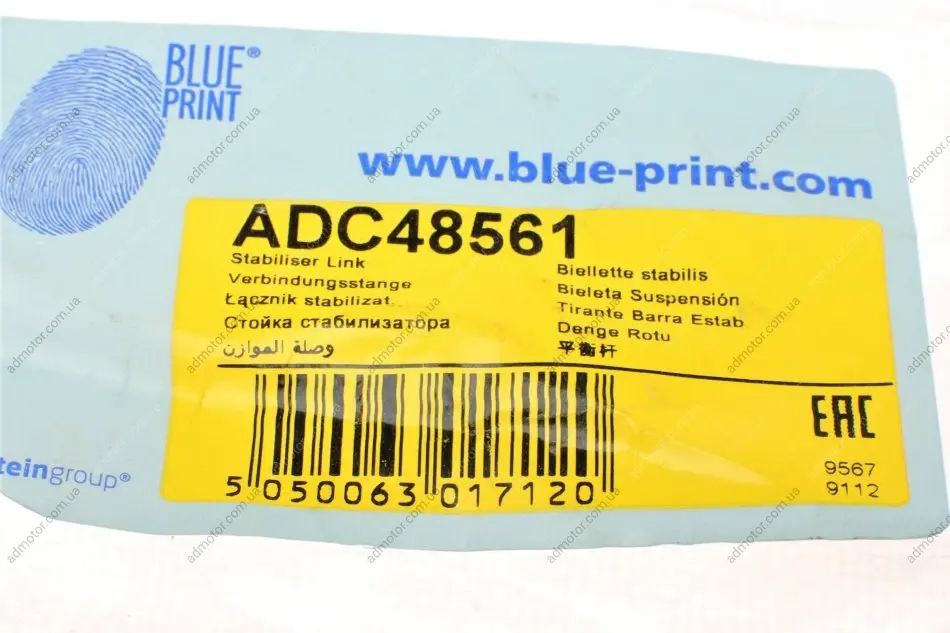 BLUE®
PRINT
www.blue-print.com
ADC48561
Stabiliser Link
Verbindungsstange
Łącznik stabilizat.
Стойка стабилизатора
وصلة الموازن
Biellette stabilis
Bieleta Suspensión
Tirante Barra Estab
Denge Rotu
平衡杆
EAC
9567
9112
5 050063 017120
teingroup®
admotor.com.ua